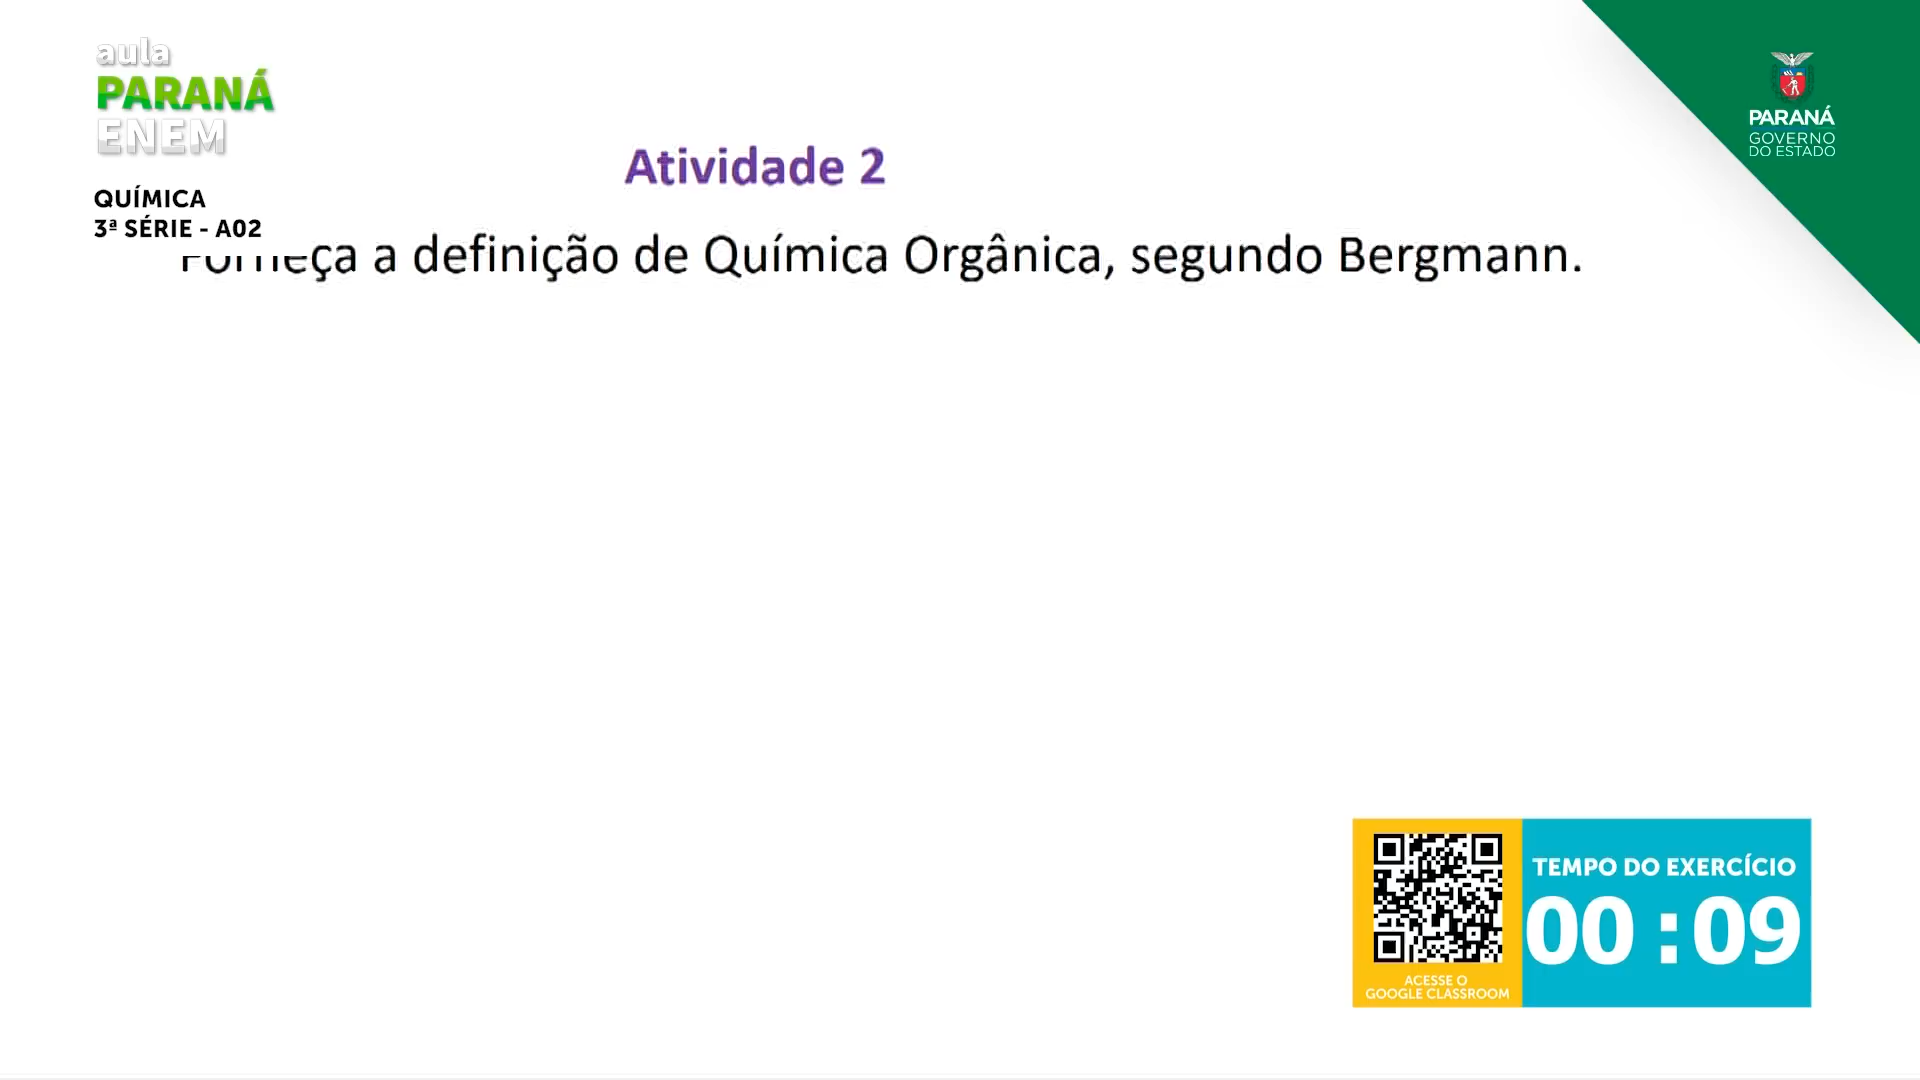 aula
PARANÁ
ENEM
PARANÁ
GOVERNO
DO ESTADO
Atividade 2
QUÍMICA
3ª SÉRIE - A02
Forneça a definição de Química Orgânica, segundo Bergmann.
TEMPO DO EXERCÍCIO
00 : 09
ACESSE O
GOOGLE CLASSROOM